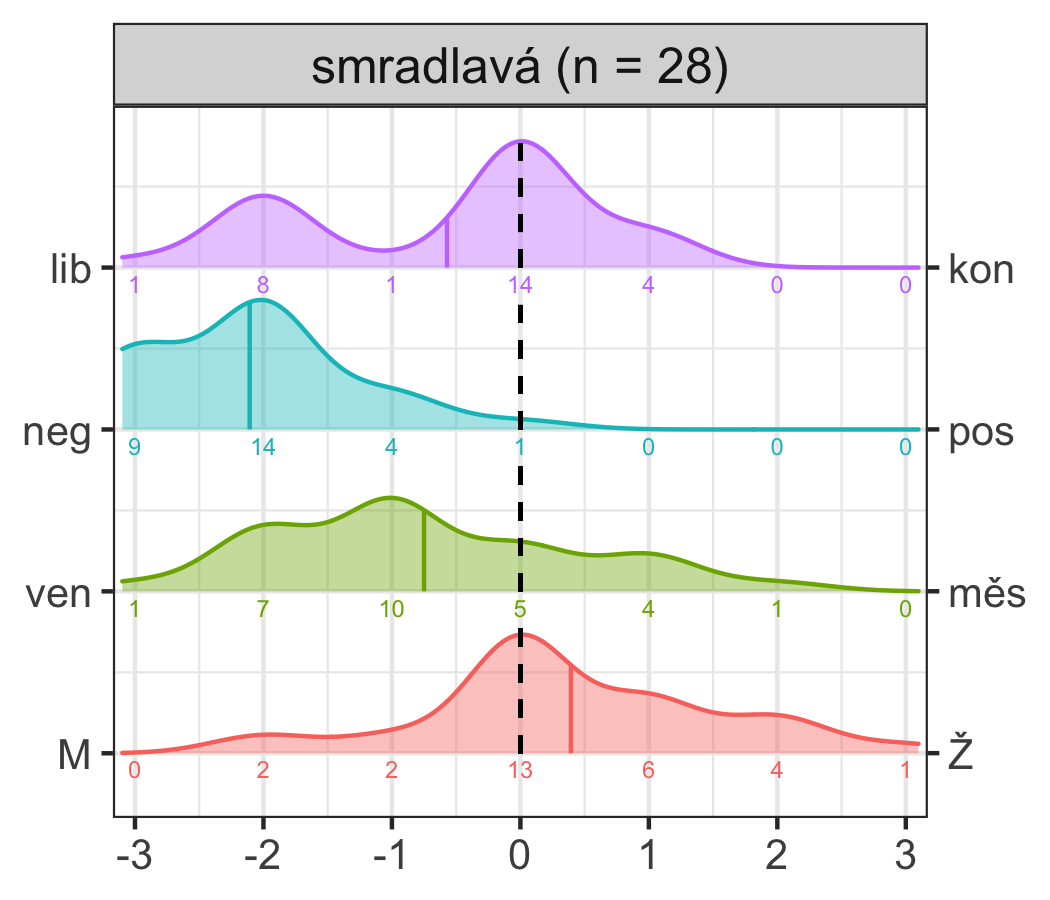 smradlavá (n = 28)
lib kon
1 8 1 14 4 0 0
neg pos
9 14 4 1 0 0 0
ven měs
1 7 10 5 4 1 0
M Ž
0 2 2 13 6 4 1
-3 -2 -1 0 1 2 3